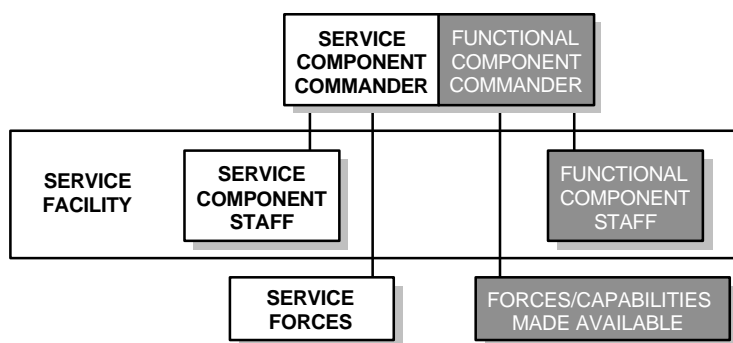 SERVICE
COMPONENT
COMMANDER
FUNCTIONAL
COMPONENT
COMMANDER
SERVICE
FACILITY
SERVICE
COMPONENT
STAFF
FUNCTIONAL
COMPONENT
STAFF
SERVICE
FORCES
FORCES/CAPABILITIES
MADE AVAILABLE